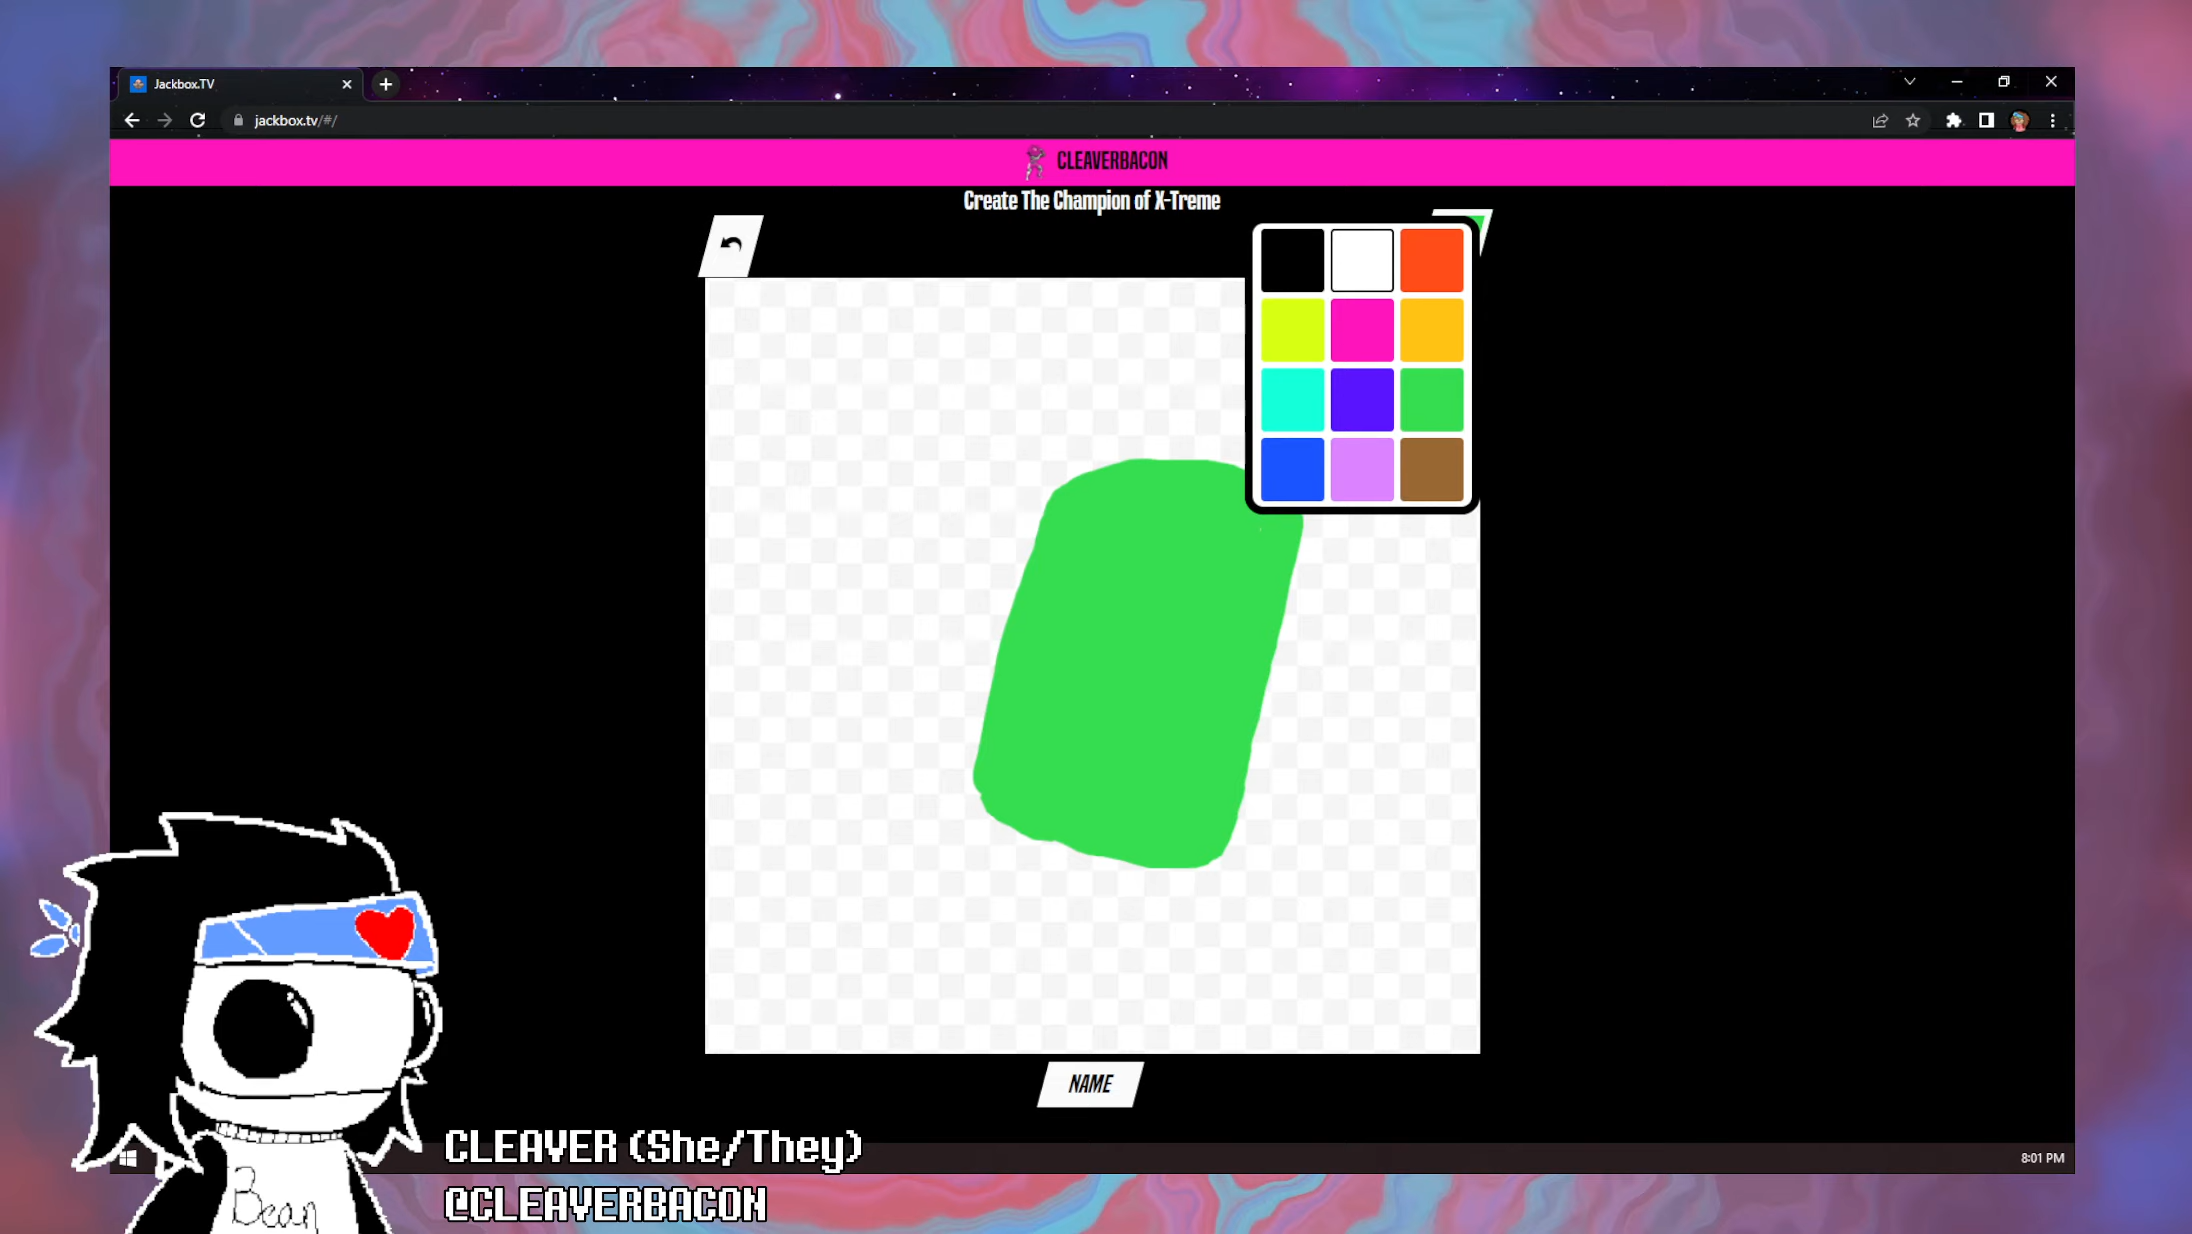 Jackbox.TV
jackbox.tv/#/
CLEAVERBACON
Create The Champion of X-Treme
NAME
Bean
CLEAVER (She/They)
@CLEAVERBACON
8:01 PM